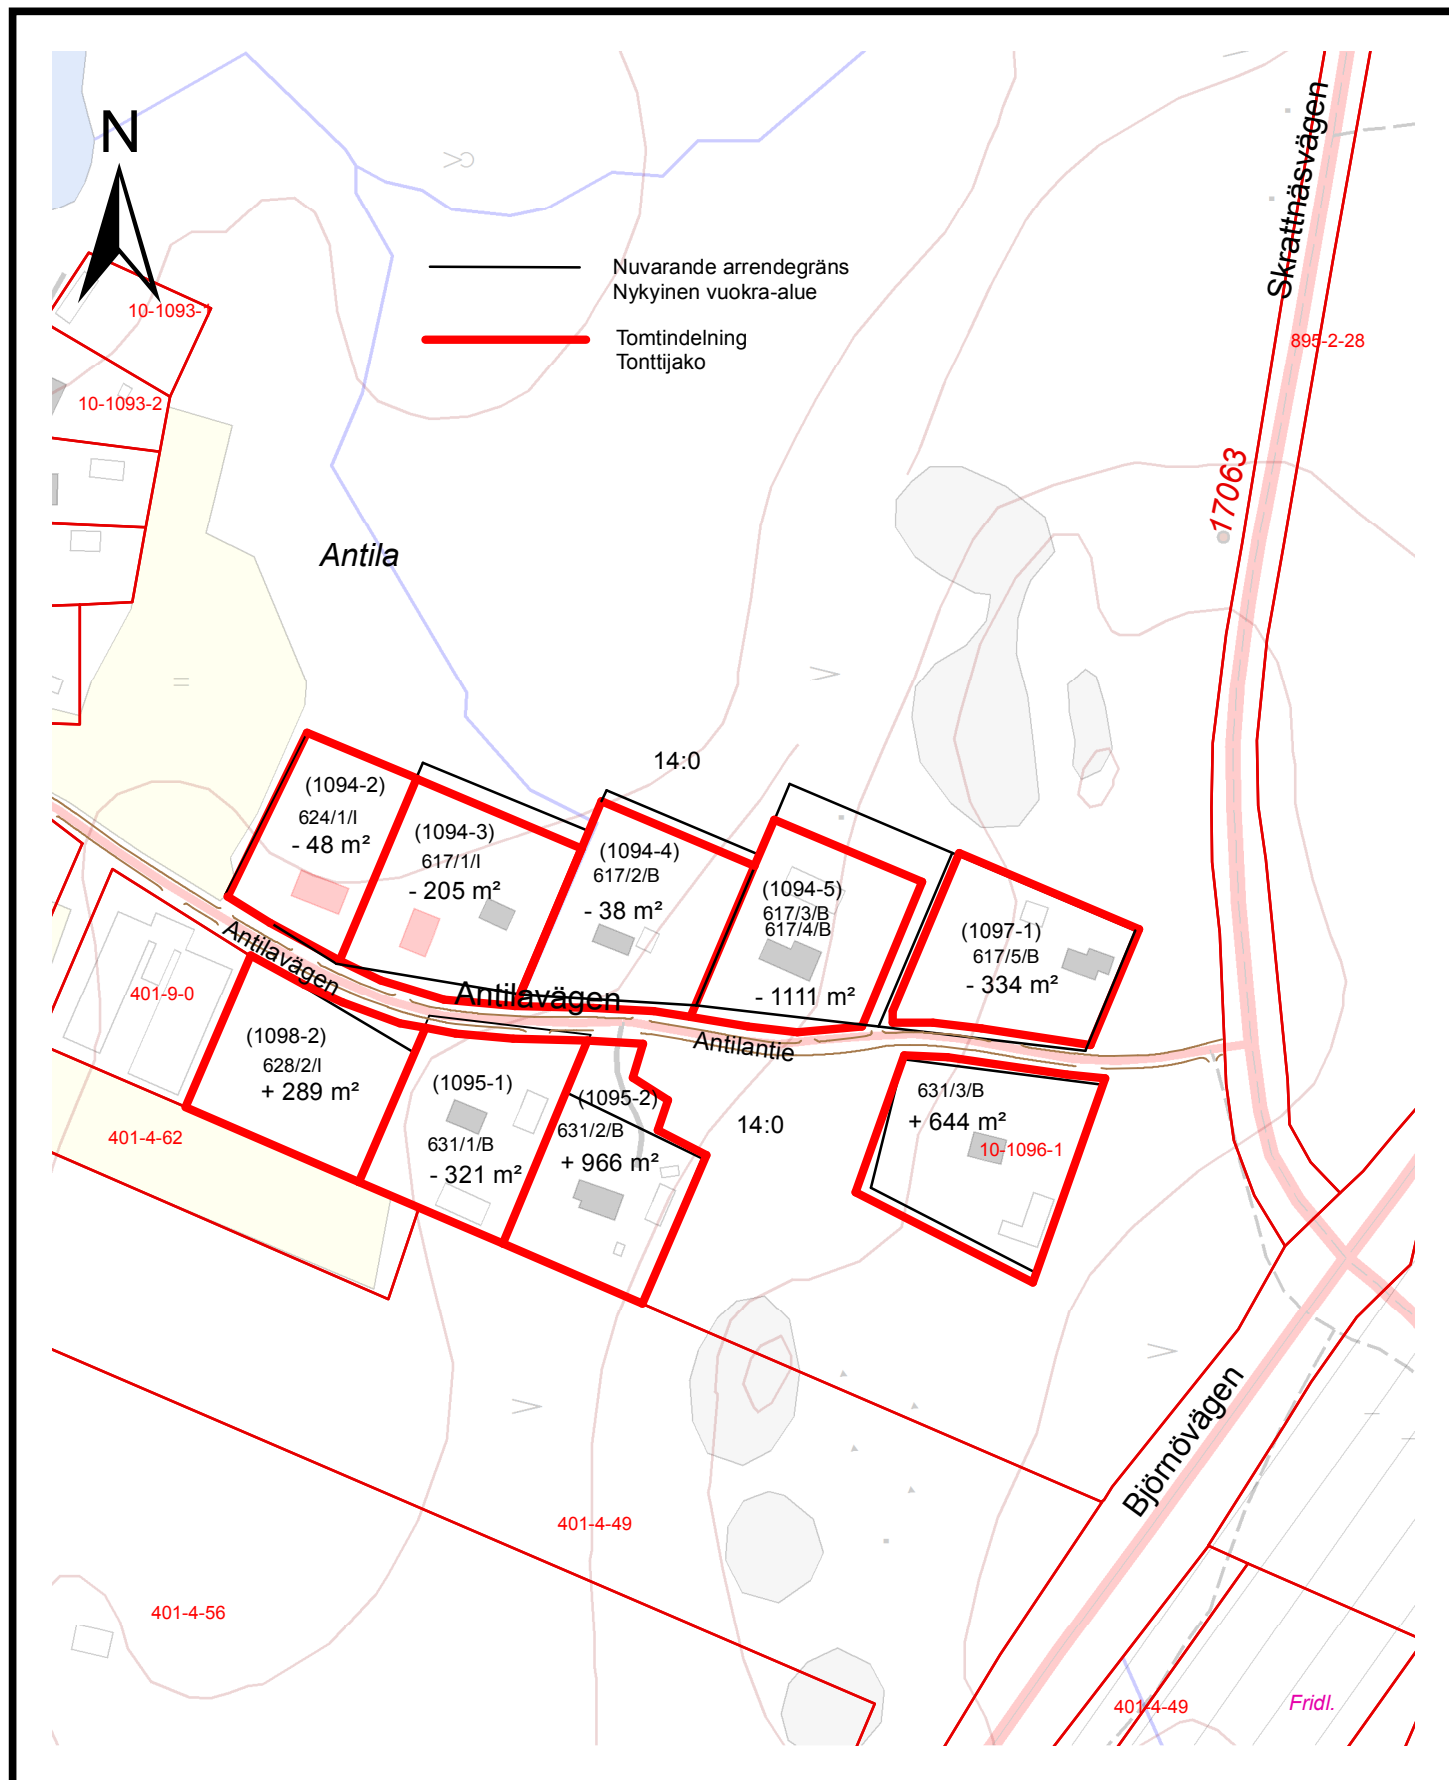 N
Skrattnäsvägen
Nuvarande arrendegräns
Nykyinen vuokra-alue
10-1093-1
Tomtindelning
Tonttijako
895-2-28
10-1093-2
17063
Antila
14:0
(1094-2)
624/1/I
- 48 m²
(1094-3)
617/1/I
- 205 m²
(1094-4)
617/2/B
- 38 m²
(1094-5)
617/3/B
617/4/B
- 1111 m²
(1097-1)
617/5/B
- 334 m²
Antilavägen
Antilavägen
Antilantie
401-9-0
(1098-2)
628/2/I
+ 289 m²
(1095-1)
631/1/B
- 321 m²
(1095-2)
631/2/B
+ 966 m²
14:0
631/3/B
+ 644 m²
10-1096-1
401-4-62
Björnövägen
401-4-49
401-4-56
401-4-49
Fridl.